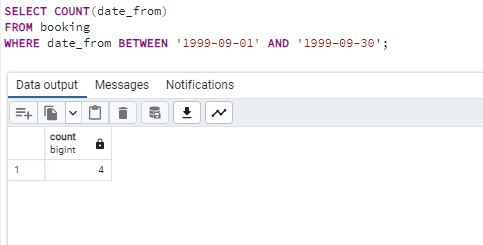 SELECT COUNT(date_from)
FROM booking
WHERE date_from BETWEEN '1999-09-01' AND '1999-09-30';
Data output Messages Notifications
count
bigint
1 4